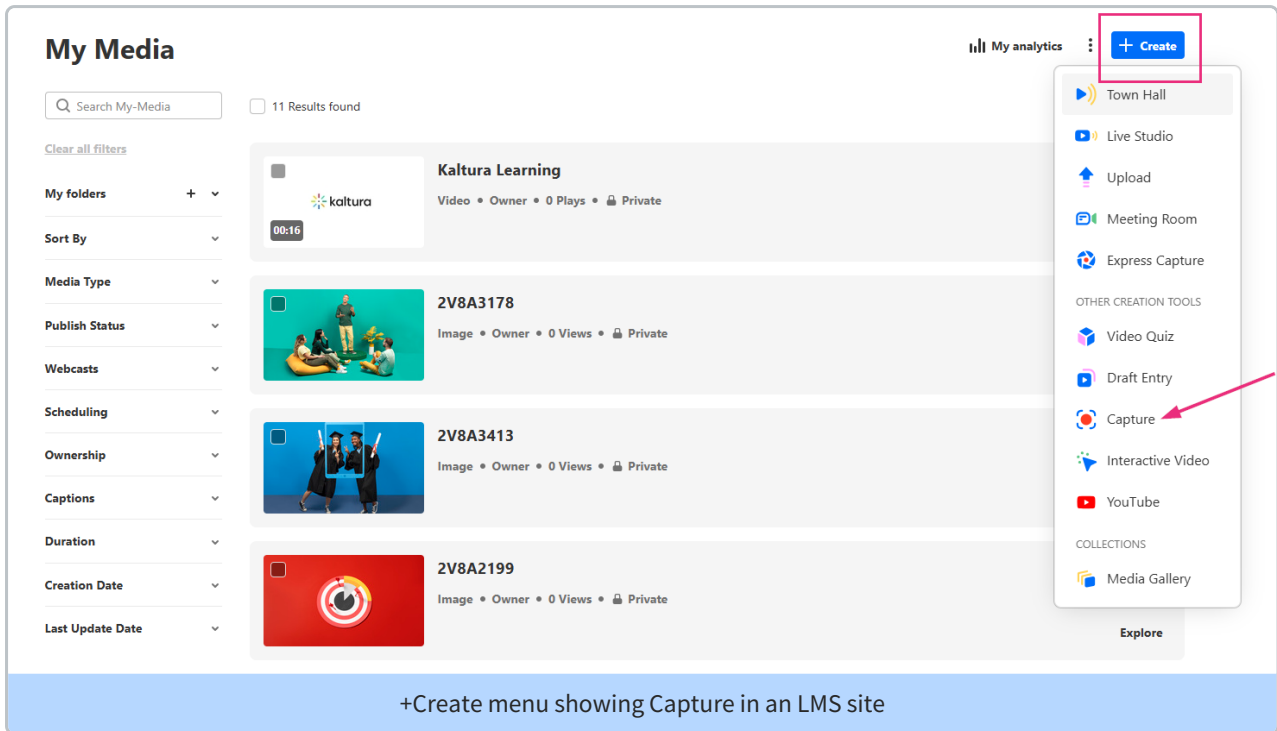 My Media
My analytics
+ Create
Search My-Media
11 Results found
Clear all filters
My folders
Sort By
Media Type
Publish Status
Webcasts
Scheduling
Ownership
Captions
Duration
Creation Date
Last Update Date
kaltura
00:16
Kaltura Learning
Video • Owner • 0 Plays • Private
2V8A3178
Image • Owner • 0 Views • Private
2V8A3413
Image • Owner • 0 Views • Private
2V8A2199
Image • Owner • 0 Views • Private
Town Hall
Live Studio
Upload
Meeting Room
Express Capture
OTHER CREATION TOOLS
Video Quiz
Draft Entry
Capture
Interactive Video
YouTube
COLLECTIONS
Media Gallery
Explore
+Create menu showing Capture in an LMS site